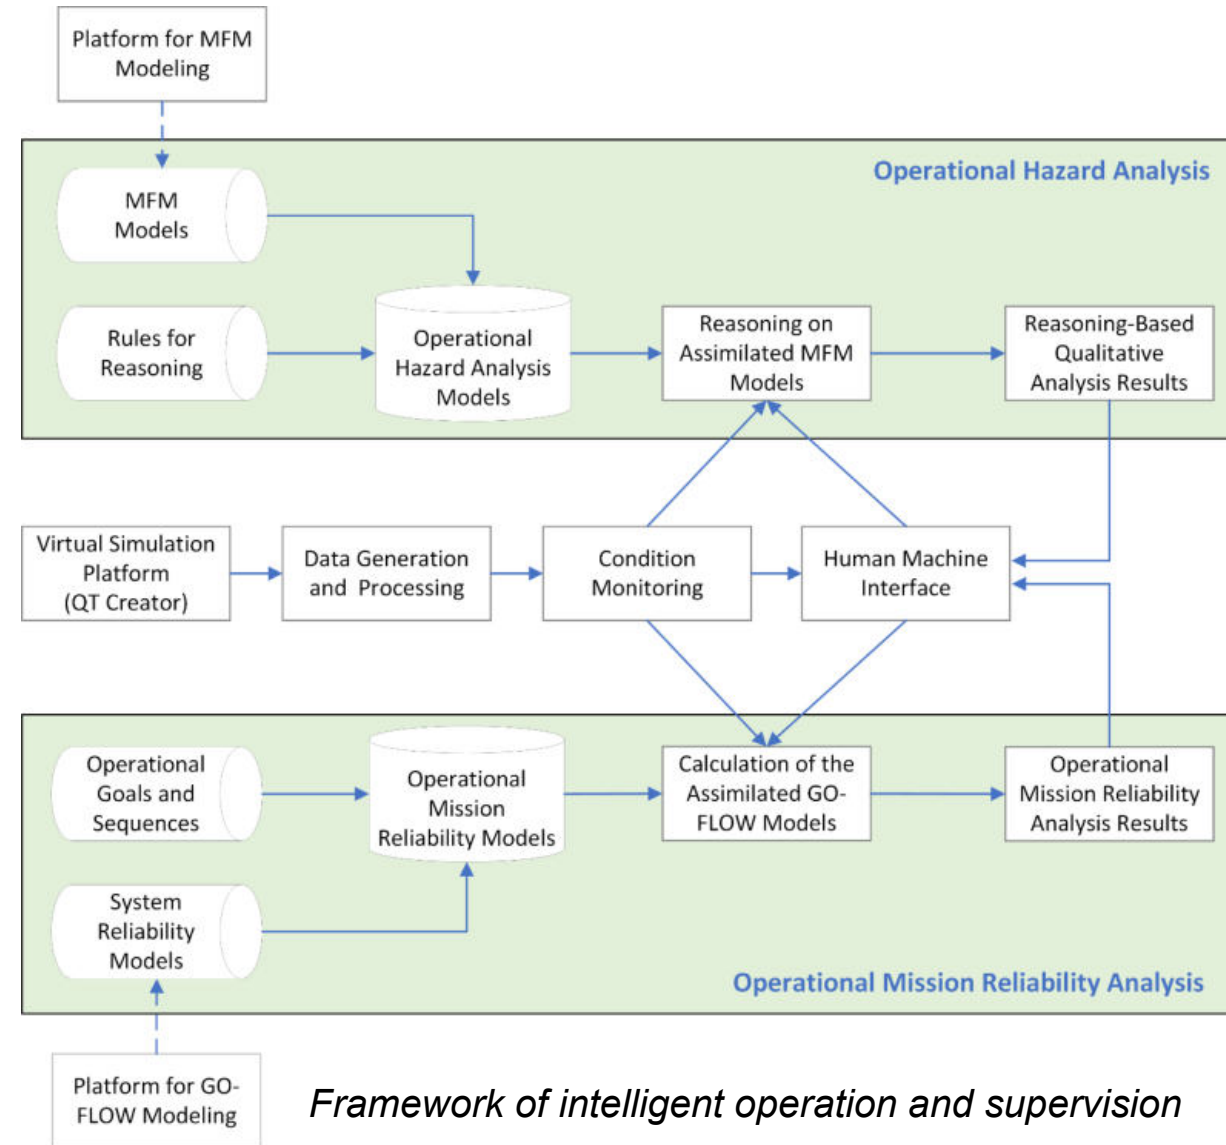 Platform for MFM
Modeling
Operational Hazard Analysis
MFM
Models
Rules for
Reasoning
Operational
Hazard Analysis
Models
Reasoning on
Assimilated MFM
Models
Reasoning-Based
Qualitative
Analysis Results
Virtual Simulation
Platform
(QT Creator)
Data Generation
and Processing
Condition
Monitoring
Human Machine
Interface
Operational
Goals and
Sequences
Operational
Mission
Reliability Models
Calculation of the
Assimilated GO-
FLOW Models
Operational
Mission Reliability
Analysis Results
System
Reliability
Models
Operational Mission Reliability Analysis
Platform for GO-
FLOW Modeling
Framework of intelligent operation and supervision